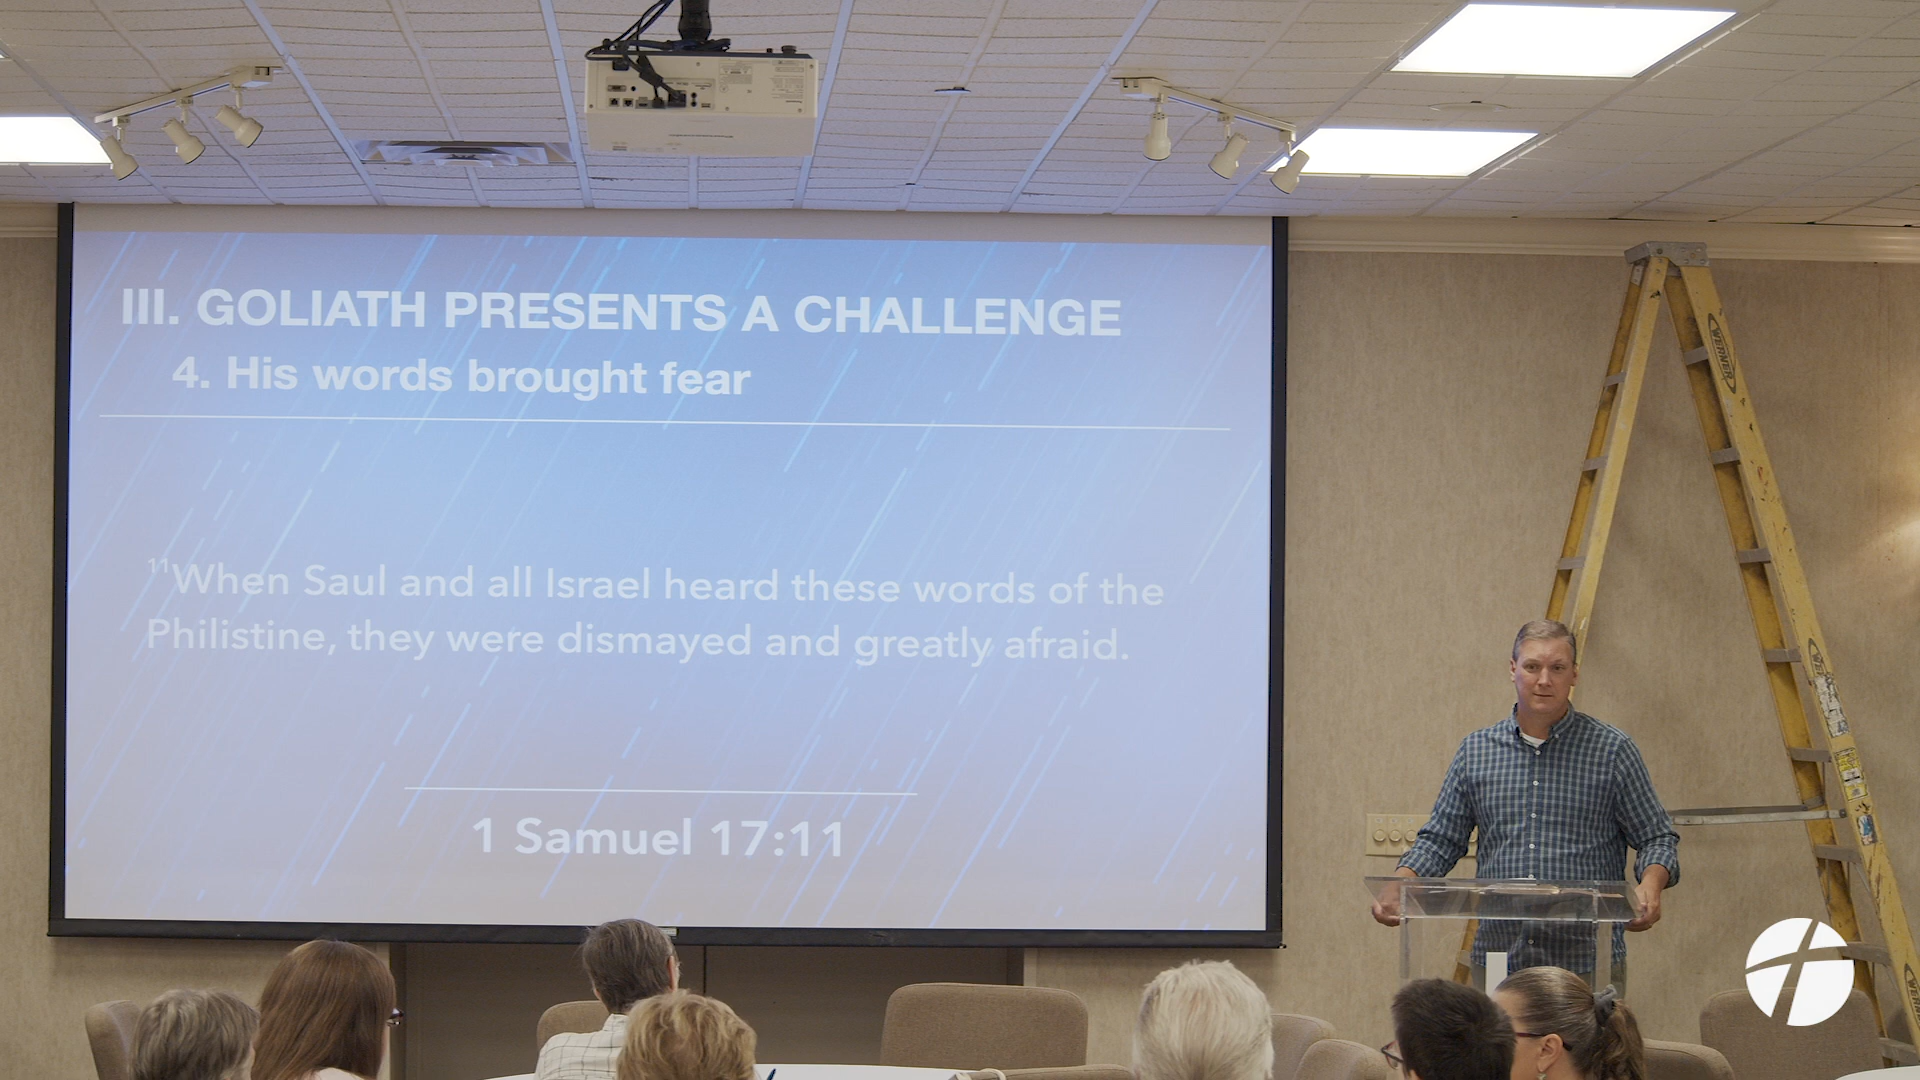 III. GOLIATH PRESENTS A CHALLENGE
4. His words brought fear
11When Saul and all Israel heard these words of the
Philistine, they were dismayed and greatly afraid.
1 Samuel 17:11
WERNER